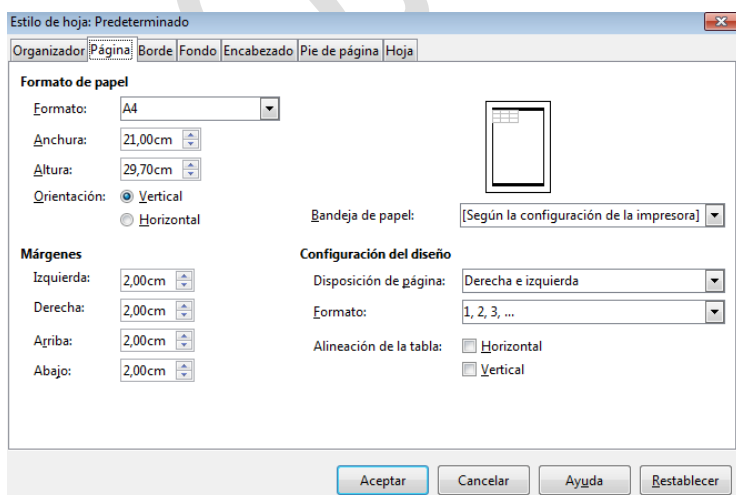 Estilo de hoja: Predeterminado
Organizador Página Borde Fondo Encabezado Pie de página Hoja
Formato de papel
Formato: A4
Anchura: 21,00cm
Altura: 29,70cm
Orientación: Vertical
Horizontal
Bandeja de papel: [Según la configuración de la impresora]
Márgenes
Izquierda: 2,00cm
Derecha: 2,00cm
Arriba: 2,00cm
Abajo: 2,00cm
Configuración del diseño
Disposición de página: Derecha e izquierda
Formato: 1, 2, 3, ...
Alineación de la tabla: Horizontal
Vertical
Aceptar Cancelar Ayuda Restablecer